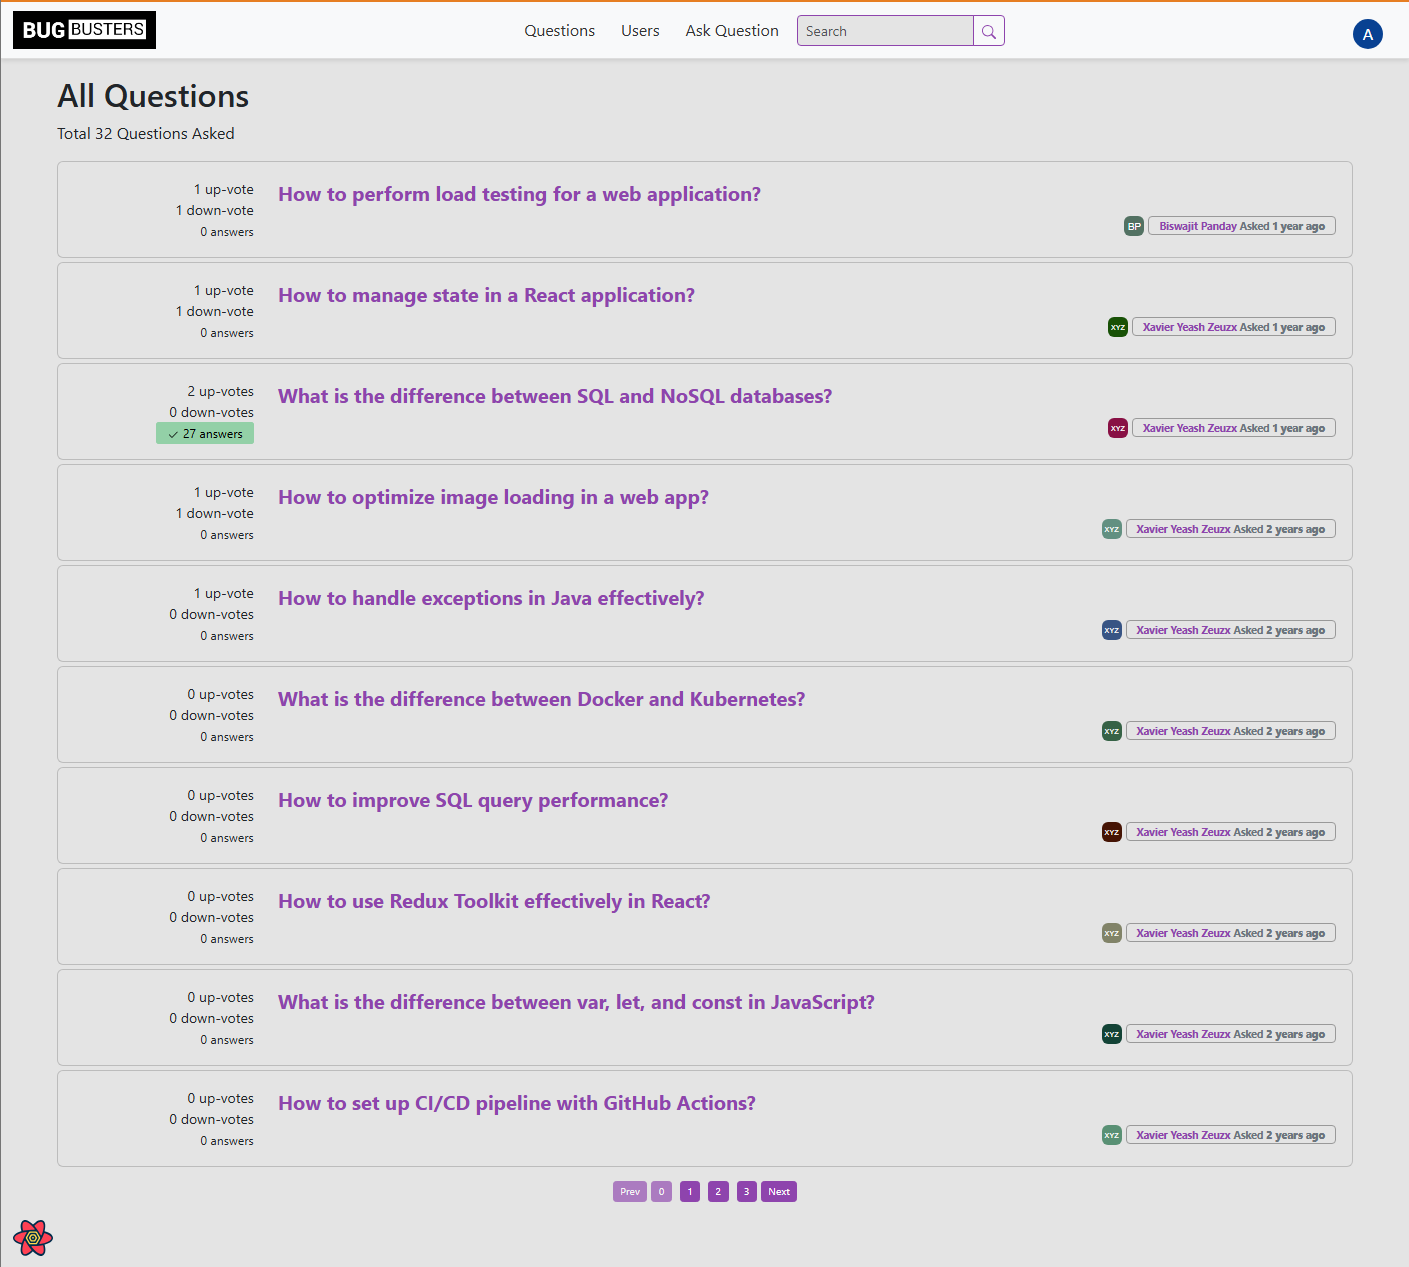 BUG BUSTERS
Questions Users Ask Question Search A
All Questions
Total 32 Questions Asked
1 up-vote
1 down-vote
0 answers
How to perform load testing for a web application?
BP Biswajit Panday Asked 1 year ago
1 up-vote
1 down-vote
0 answers
How to manage state in a React application?
XYZ Xavier Yeash Zeuzx Asked 1 year ago
2 up-votes
0 down-votes
✓ 27 answers
What is the difference between SQL and NoSQL databases?
XYZ Xavier Yeash Zeuzx Asked 1 year ago
1 up-vote
1 down-vote
0 answers
How to optimize image loading in a web app?
XYZ Xavier Yeash Zeuzx Asked 2 years ago
1 up-vote
0 down-votes
0 answers
How to handle exceptions in Java effectively?
XYZ Xavier Yeash Zeuzx Asked 2 years ago
0 up-votes
0 down-votes
0 answers
What is the difference between Docker and Kubernetes?
XYZ Xavier Yeash Zeuzx Asked 2 years ago
0 up-votes
0 down-votes
0 answers
How to improve SQL query performance?
XYZ Xavier Yeash Zeuzx Asked 2 years ago
0 up-votes
0 down-votes
0 answers
How to use Redux Toolkit effectively in React?
XYZ Xavier Yeash Zeuzx Asked 2 years ago
0 up-votes
0 down-votes
0 answers
What is the difference between var, let, and const in JavaScript?
XYZ Xavier Yeash Zeuzx Asked 2 years ago
0 up-votes
0 down-votes
0 answers
How to set up CI/CD pipeline with GitHub Actions?
XYZ Xavier Yeash Zeuzx Asked 2 years ago
Prev 0 1 2 3 Next